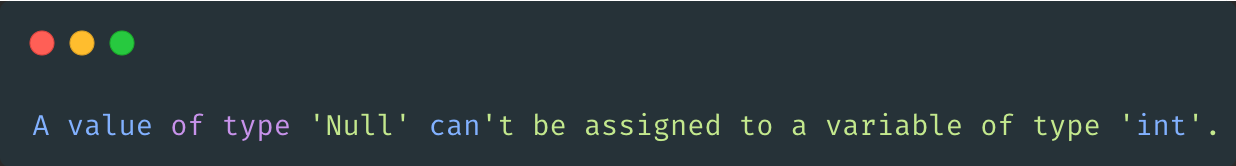 A value of type 'Null' can't be assigned to a variable of type 'int'.